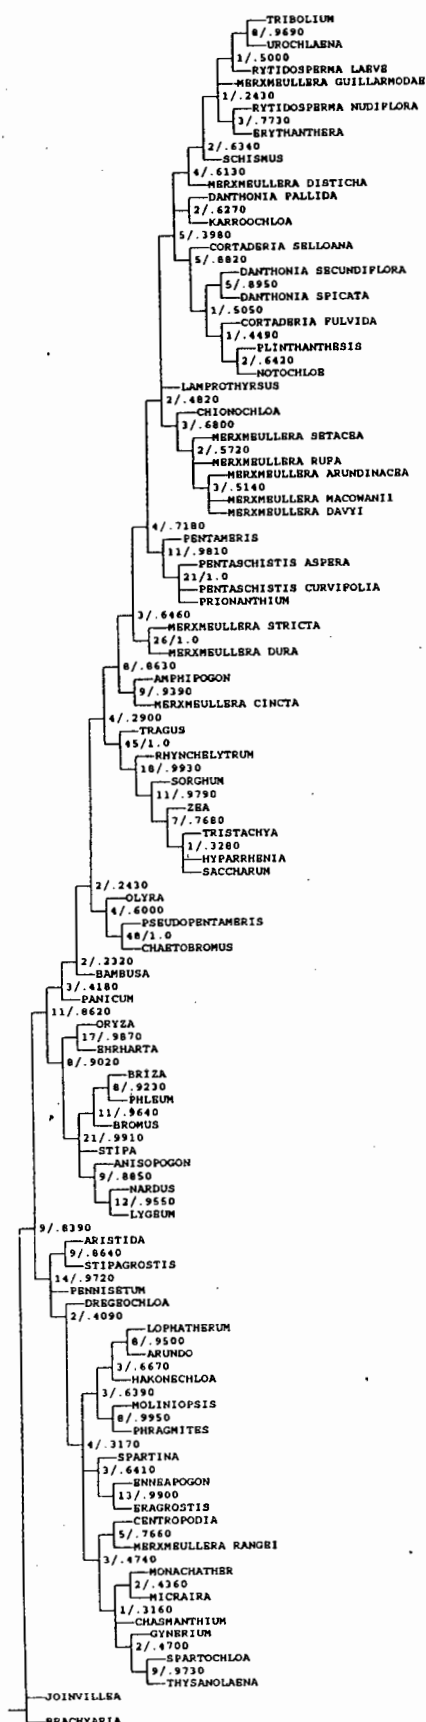 TRIBOLIUM
8/.9690
UROCHLAENA
1/.5000
RYTIDOSPERMA LAEVE
MERXMEULLERA GUILLARMODAE
1/.2430
RYTIDOSPERMA NUDIFLORA
3/.7730
ERYTHANTHERA
2/.6340
SCHISMUS
4/.6130
MERXMEULLERA DISTICHA
DANTHONIA PALLIDA
2/.6270
KARROOCHLOA
5/.3980
CORTADERIA SELLOANA
5/.8820
DANTHONIA SECUNDIFLORA
5/.8950
DANTHONIA SPICATA
1/.5050
CORTADERIA FULVIDA
1/.4490
PLINTHANTHESIS
2/.6420
NOTOCHLOE
LAMPROTHYRSUS
2/.4820
CHIONOCHLOA
3/.6800
MERXMEULLERA SETACEA
2/.5720
MERXMEULLERA RUFA
MERXMEULLERA ARUNDINACEA
3/.5140
MERXMEULLERA MACOWANII
MERXMEULLERA DAVYI
4/.7180
PENTAMERIS
11/.9810
PENTASCHISTIS ASPERA
21/1.0
PENTASCHISTIS CURVIFOLIA
PRIONANTHIUM
3/.6460
MERXMEULLERA STRICTA
26/1.0
MERXMEULLERA DURA
8/.8630
AMPHIPOGON
9/.9390
MERXMEULLERA CINCTA
4/.2900
TRAGUS
45/1.0
RHYNCHELYTRUM
18/.9930
SORGHUM
11/.9790
ZEA
7/.7680
TRISTACHYA
1/.3280
HYPARRHENIA
SACCHARUM
2/.2430
OLYRA
4/.6000
PSEUDOPENTAMERIS
48/1.0
CHAETOBROMUS
2/.2320
BAMBUSA
3/.4180
PANICUM
11/.8620
ORYZA
17/.9870
EHRHARTA
8/.9020
BRIZA
8/.9230
PHLEUM
11/.9640
BROMUS
21/.9910
STIPA
ANISOPOGON
9/.8850
NARDUS
12/.9550
LYGEUM
9/.8390
ARISTIDA
9/.8640
STIPAGROSTIS
14/.9720
PENNISETUM
DREGEOCHLOA
2/.4090
LOPHATHERUM
6/.9500
ARUNDO
3/.6670
HAKONECHLOA
3/.6390
MOLINIOPSIS
8/.9950
PHRAGMITES
4/.3170
SPARTINA
3/.6410
ENNEAPOGON
13/.9900
ERAGROSTIS
CENTROPODIA
5/.7660
MERXMEULLERA RANGEI
3/.4740
MONACHATHER
2/.4360
MICRAIRA
1/.3160
CHASMANTHIUM
GYNERIUM
2/.4700
SPARTOCHLOA
9/.9730
THYSANOLAENA
JOINVILLEA
BRACHYARIA